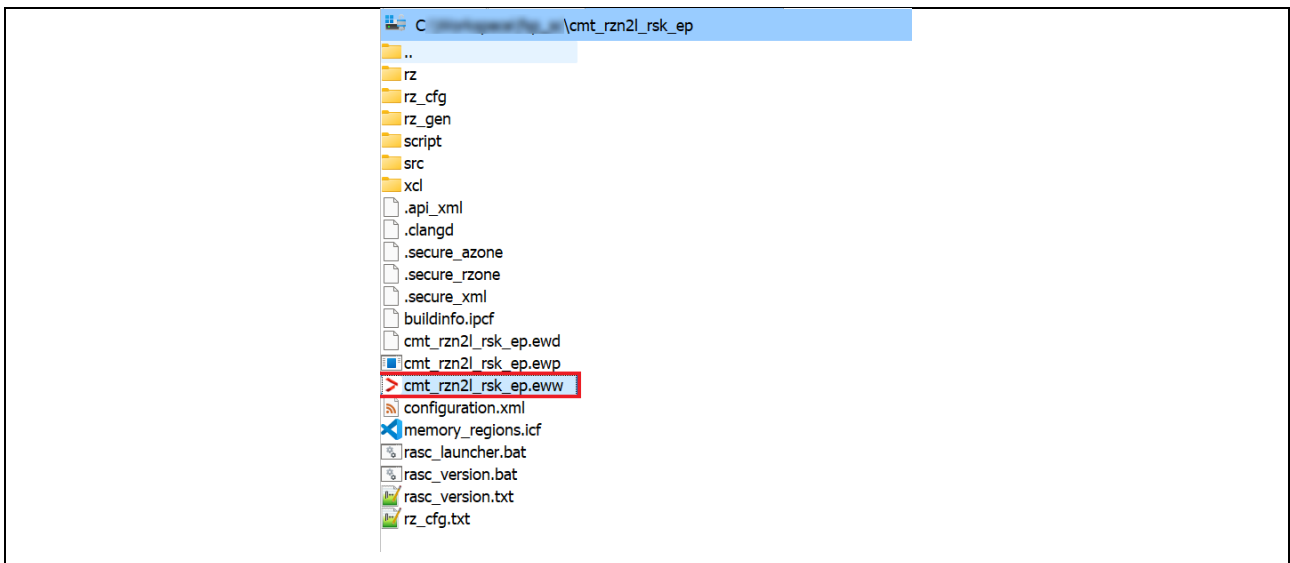 C \cmt_rzn2l_rsk_ep
..
rz
rz_cfg
rz_gen
script
src
xcl
.api_xml
.clangd
.secure_azone
.secure_rzone
.secure_xml
buildinfo.ipcf
cmt_rzn2l_rsk_ep.ewd
cmt_rzn2l_rsk_ep.ewp
cmt_rzn2l_rsk_ep.eww
configuration.xml
memory_regions.icf
rasc_launcher.bat
rasc_version.bat
rasc_version.txt
rz_cfg.txt